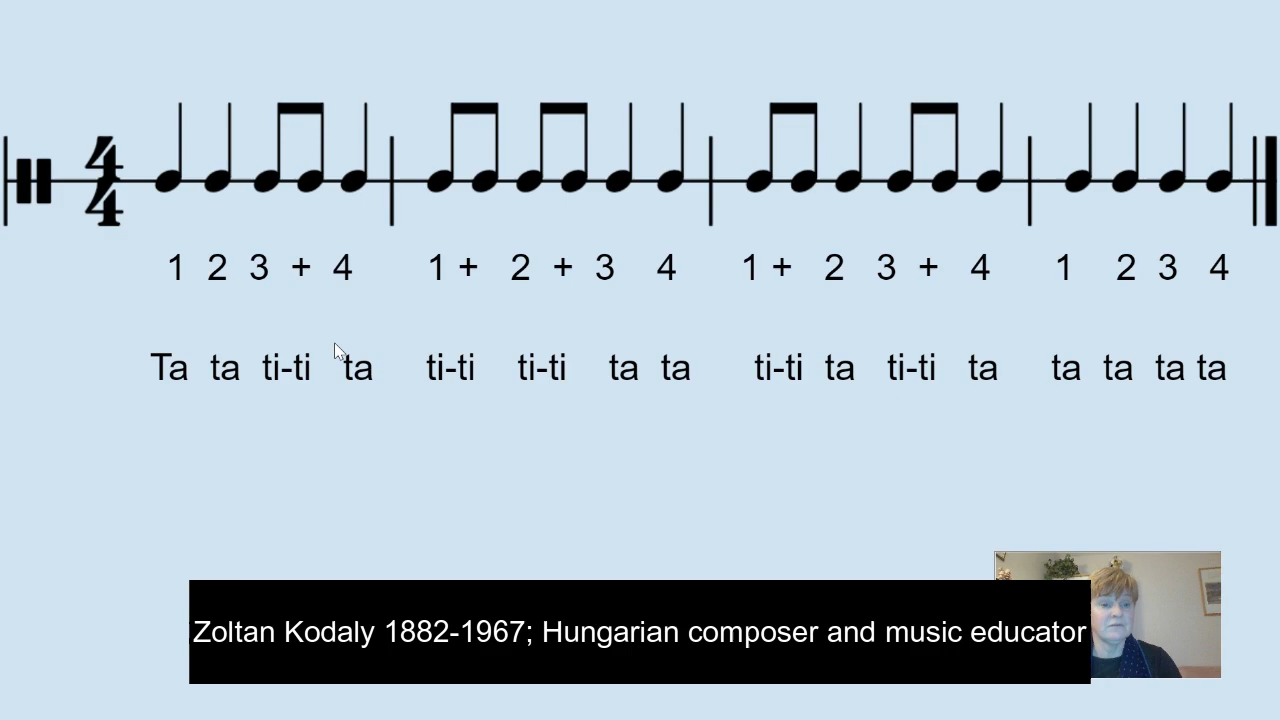 4
4
1 2 3 + 4 1 + 2 + 3 4 1 + 2 3 + 4 1 2 3 4
Ta ta ti-ti ta ti-ti ti-ti ta ta ti-ti ta ti-ti ta ta ta ta ta
Zoltan Kodaly 1882-1967; Hungarian composer and music educator